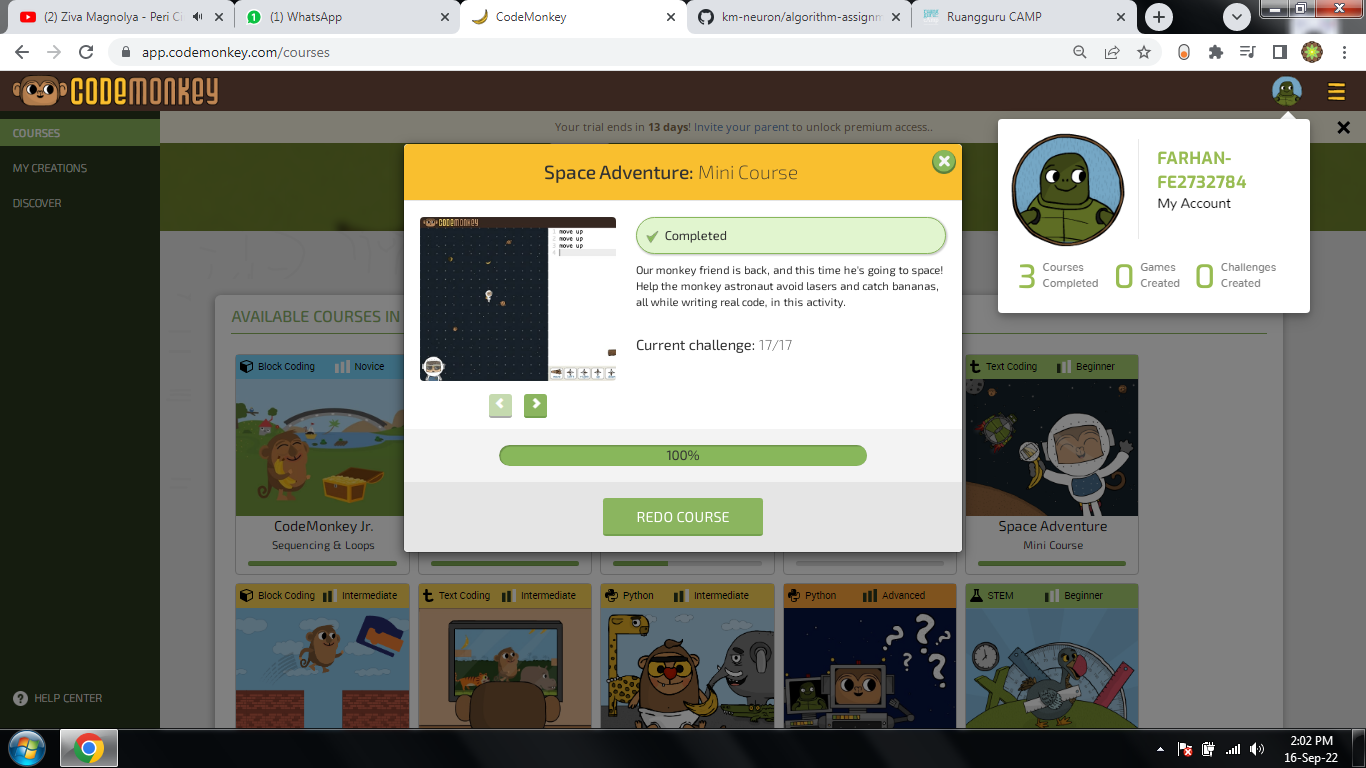 (2) Ziva Magnolya - Peri Ci
(1) WhatsApp
CodeMonkey
km-neuron/algorithm-assignm
Ruangguru CAMP
app.codemonkey.com/courses
CODEMONKEY
COURSES
MY CREATIONS
DISCOVER
HELP CENTER
Your trial ends in 13 days! Invite your parent to unlock premium access..
FARHAN-
FE2732784
My Account
3 Courses Completed
0 Games Created
0 Challenges Created
Space Adventure: Mini Course
CODEMONKEY
1 move up
2 move up
3 move up
4
Completed
Our monkey friend is back, and this time he's going to space!
Help the monkey astronaut avoid lasers and catch bananas,
all while writing real code, in this activity.
Current challenge: 17/17
100%
REDO COURSE
AVAILABLE COURSES IN
Block Coding Novice
CodeMonkey Jr.
Sequencing & Loops
Text Coding Beginner
Space Adventure
Mini Course
Block Coding Intermediate
Text Coding Intermediate
Python Intermediate
Python Advanced
STEM Beginner
2:02 PM
16-Sep-22